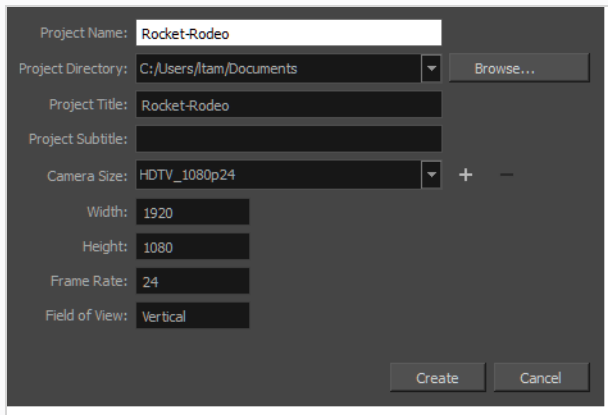 Project Name: Rocket-Rodeo
Project Directory: C:/Users/ltam/Documents Browse...
Project Title: Rocket-Rodeo
Project Subtitle:
Camera Size: HDTV_1080p24
Width: 1920
Height: 1080
Frame Rate: 24
Field of View: Vertical
Create Cancel